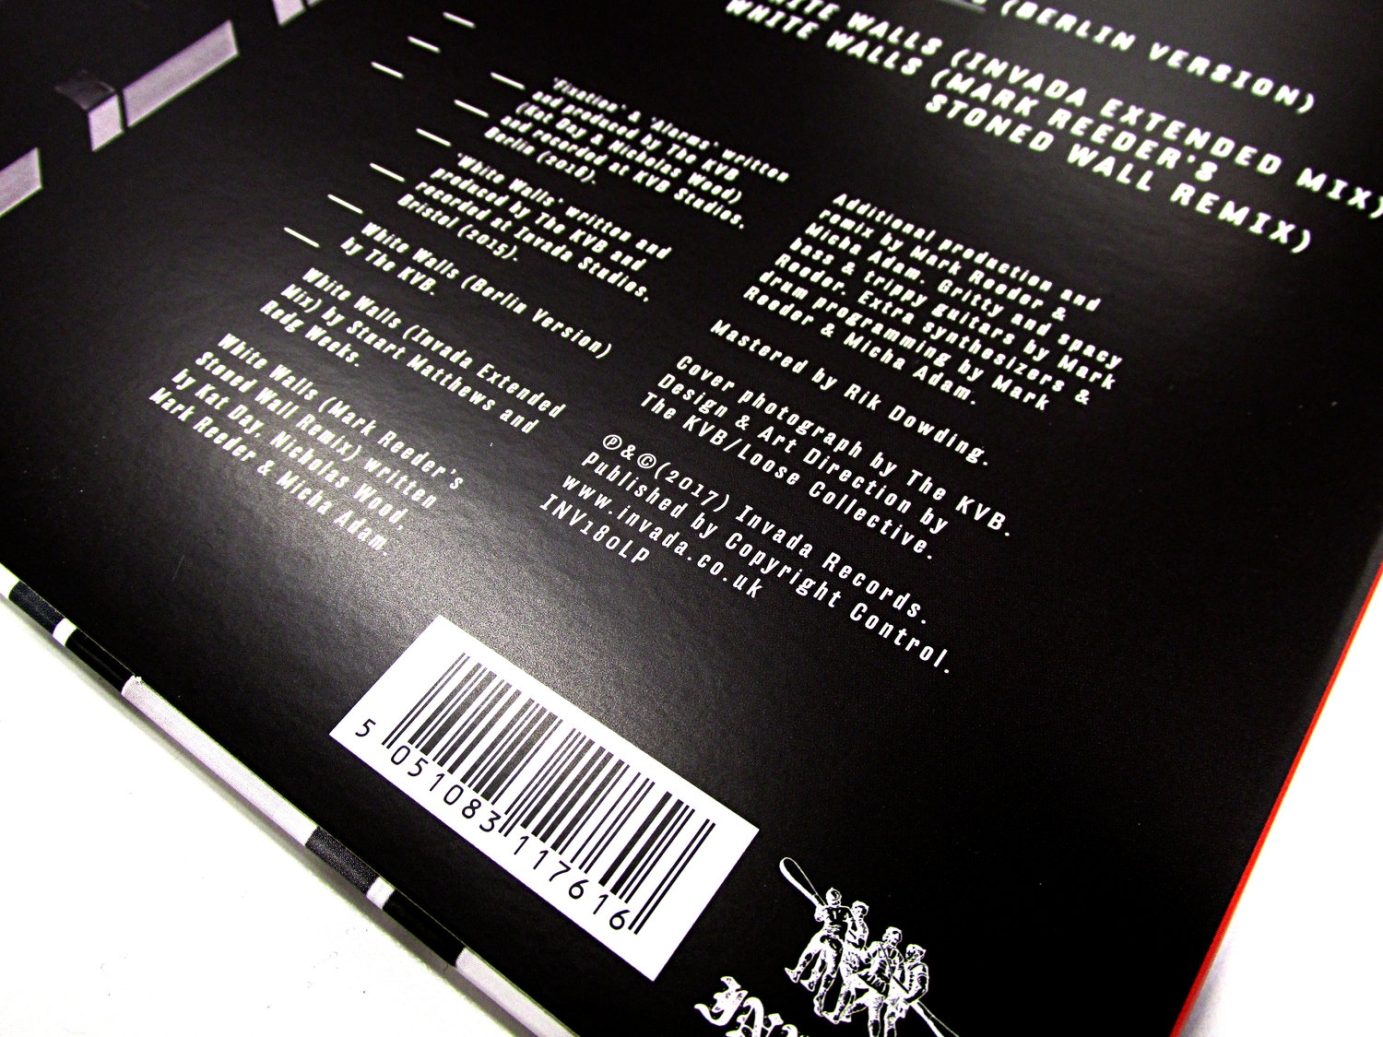 (BERLIN VERSION)
WHITE WALLS (INVADA EXTENDED MIX)
WHITE WALLS (MARK REEDER'S
STONED WALL REMIX)
'Fixation' & 'Alarms' written
and produced by The KVB
(Kat Day & Nicholas Wood)
and recorded at KVB Studios,
Berlin (2016).
'White Walls' written and
produced by The KVB and
recorded at Invada Studios,
Bristol (2015).
White Walls (Berlin Version)
by The KVB.
White Walls (Invada Extended
Mix) by Stuart Matthews and
Redg Weeks.
White Walls (Mark Reeder's
Stoned Wall Remix) written
by Kat Day, Nicholas Wood,
Mark Reeder & Micha Adam.
Additional production and
remix by Mark Reeder &
Micha Adam. Gritty and spacy
bass & trippy guitars by Mark
Reeder. Extra synthesizers &
drum programming by Mark
Reeder & Micha Adam.
Mastered by Rik Dowding.
Cover photograph by The KVB.
Design & Art Direction by
The KVB/Loose Collective.
℗&©(2017) Invada Records.
Published by Copyright Control.
www.invada.co.uk
INV180LP
5 051083 117616